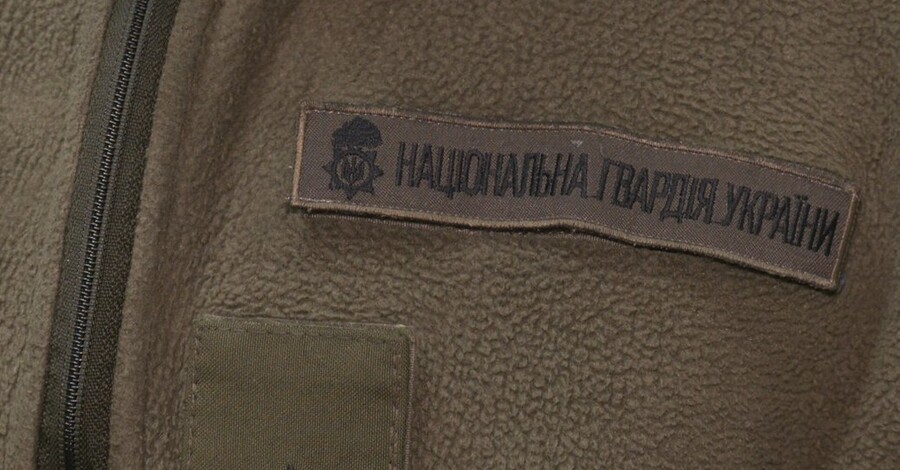 НАЦІОНАЛЬНА ГВАРДІЯ УКРАЇНИ